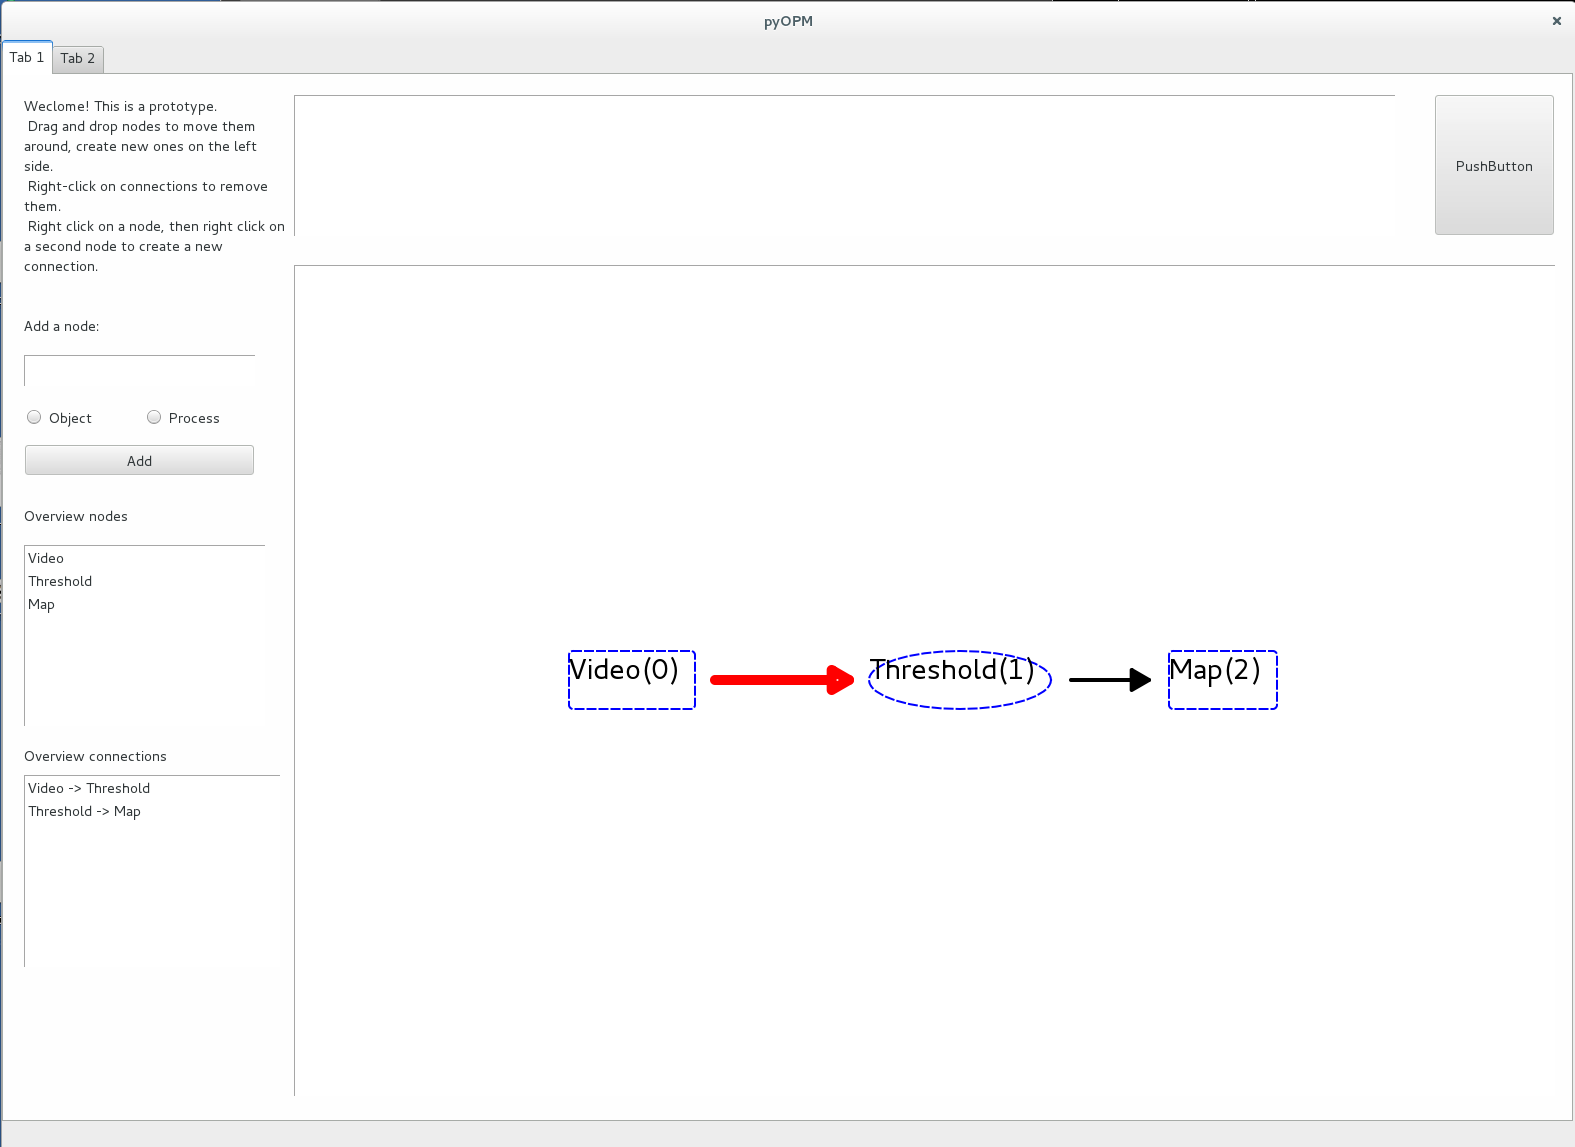 pyOPM
Tab 1
Tab 2
Weclome! This is a prototype.
Drag and drop nodes to move them
around, create new ones on the left
side.
Right-click on connections to remove
them.
Right click on a node, then right click on
a second node to create a new
connection.
PushButton
Add a node:
Object
Process
Add
Overview nodes
Video
Threshold
Map
Overview connections
Video -> Threshold
Threshold -> Map
Video(0)
Threshold(1)
Map(2)